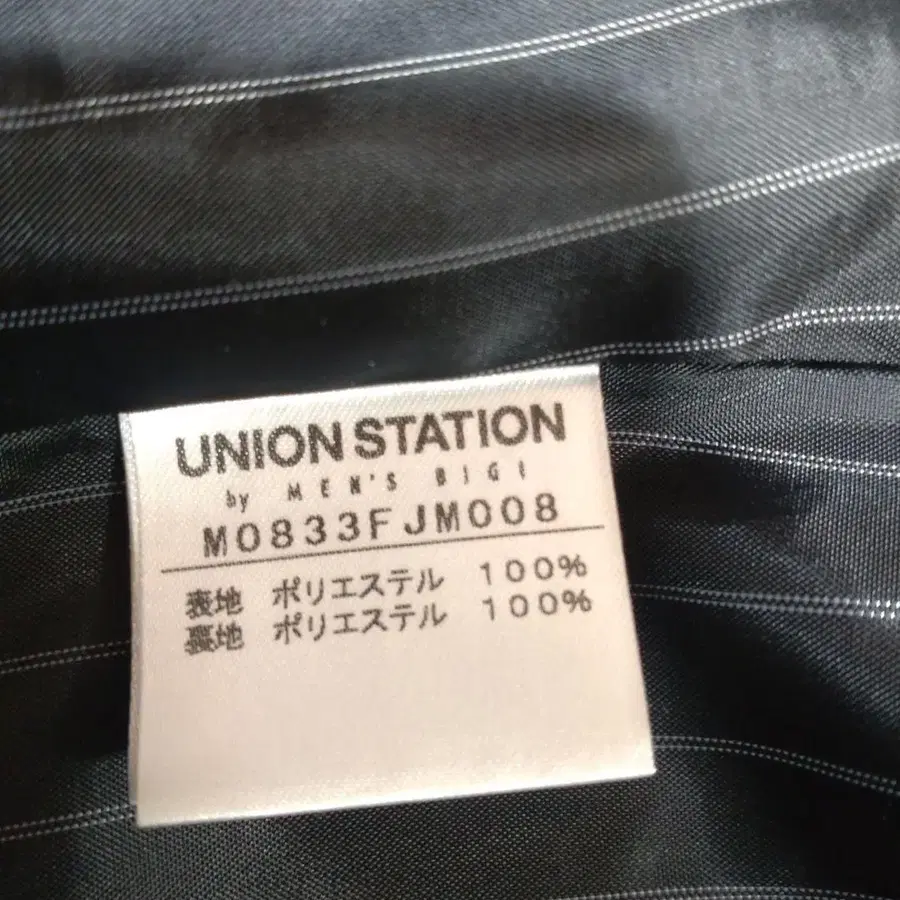 UNION STATION
by MEN'S BIGI
M0833FJM008
表地 ポリエステル 100%
裏地 ポリエステル 100%